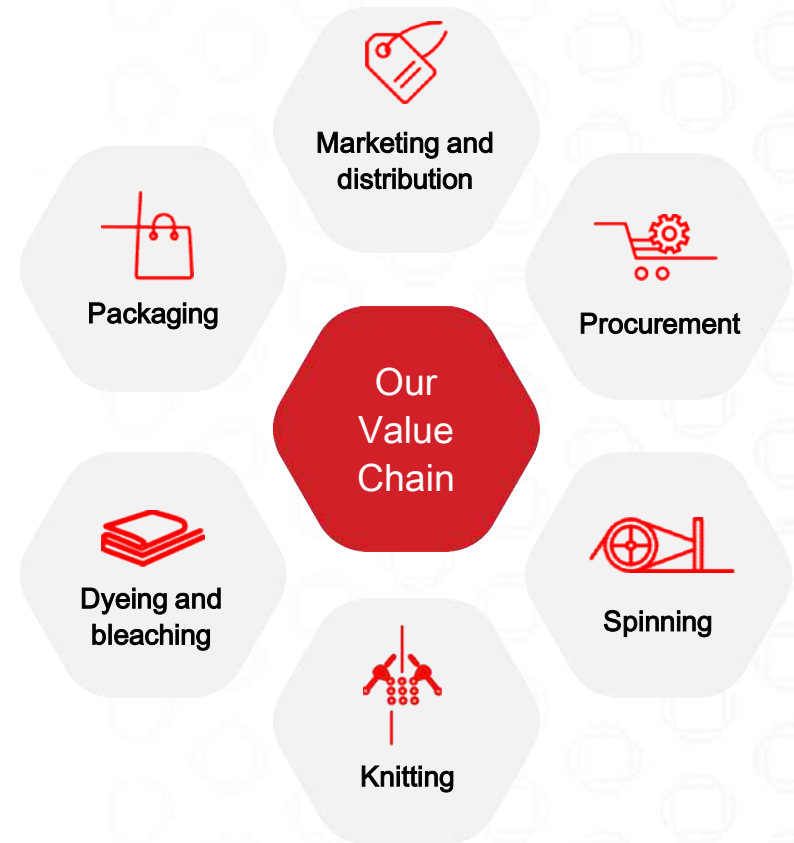 Marketing and
distribution
Packaging
Procurement
Our
Value
Chain
Dyeing and
bleaching
Spinning
Knitting